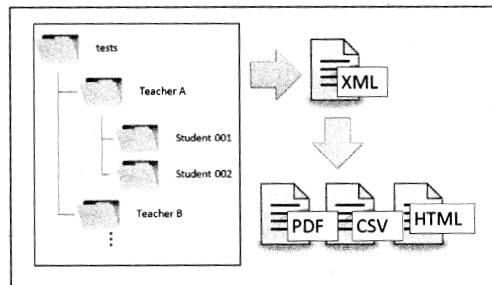 tests
Teacher A
Student 001
Student 002
Teacher B
XML
PDF
CSV
HTML